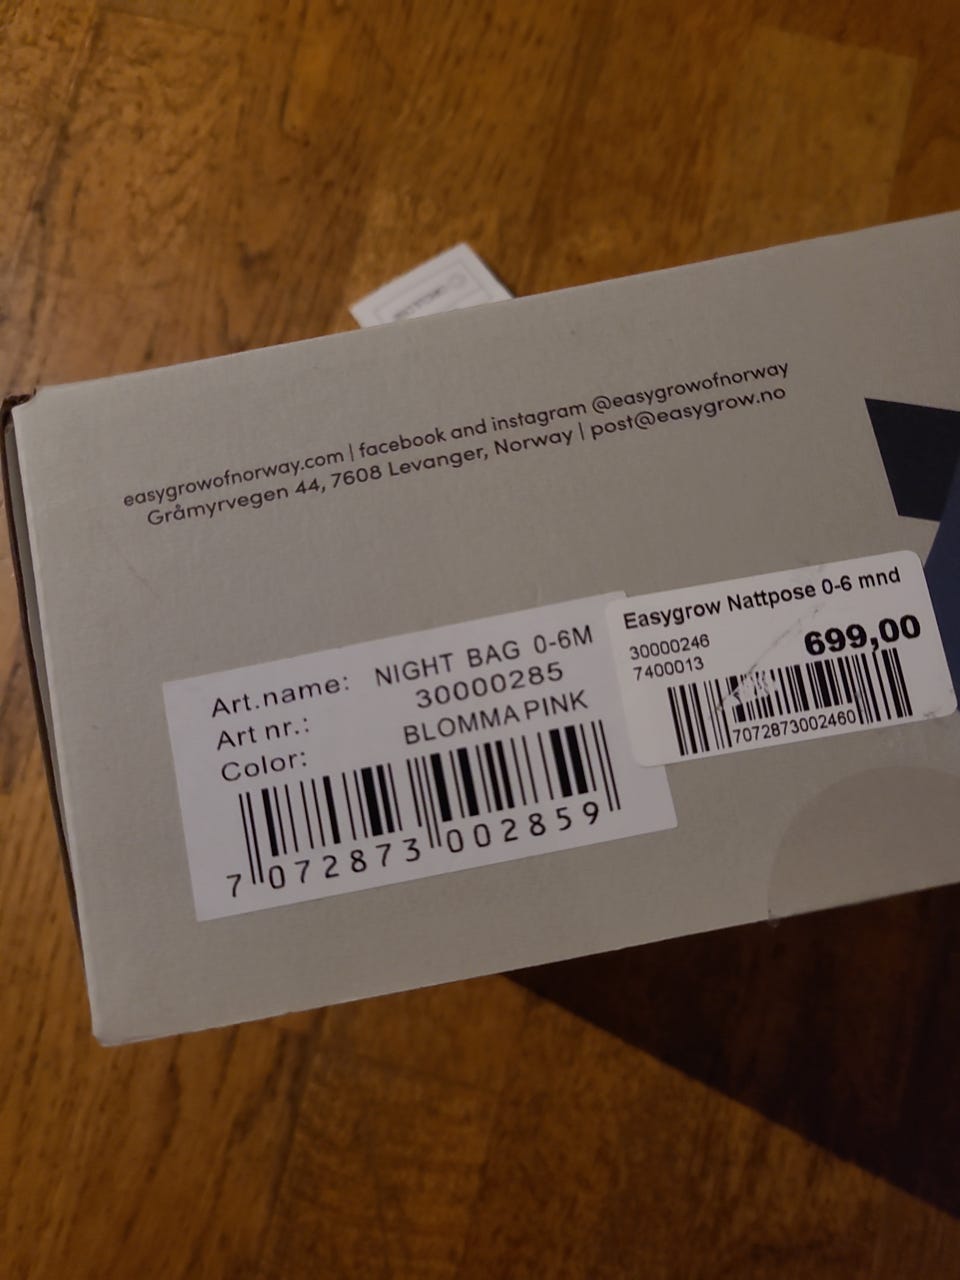 easygrowofnorway.com | facebook and instagram @easygrowofnorway
Gråmyrvegen 44, 7608 Levanger, Norway | post@easygrow.no
Art.name: NIGHT BAG 0-6M
Art nr.: 30000285
Color: BLOMMA PINK
7 072873 002859
Easygrow Nattpose 0-6 mnd
30000246 699,00
7400013
7072873002460